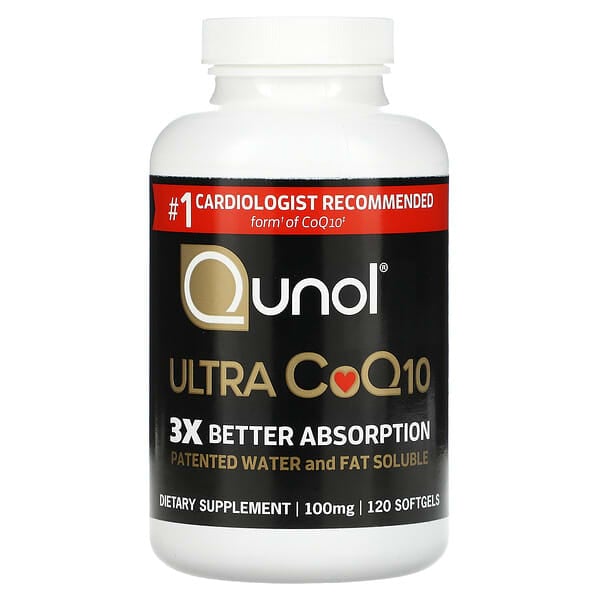 #1 CARDIOLOGIST RECOMMENDED
form† of CoQ10‡
Qunol®
ULTRA CoQ10
3X BETTER ABSORPTION
PATENTED WATER and FAT SOLUBLE
DIETARY SUPPLEMENT | 100mg | 120 SOFTGELS